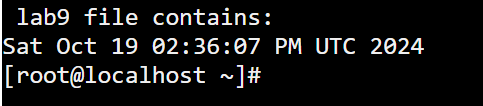 lab9 file contains:
Sat Oct 19 02:36:07 PM UTC 2024
[root@localhost ~]#